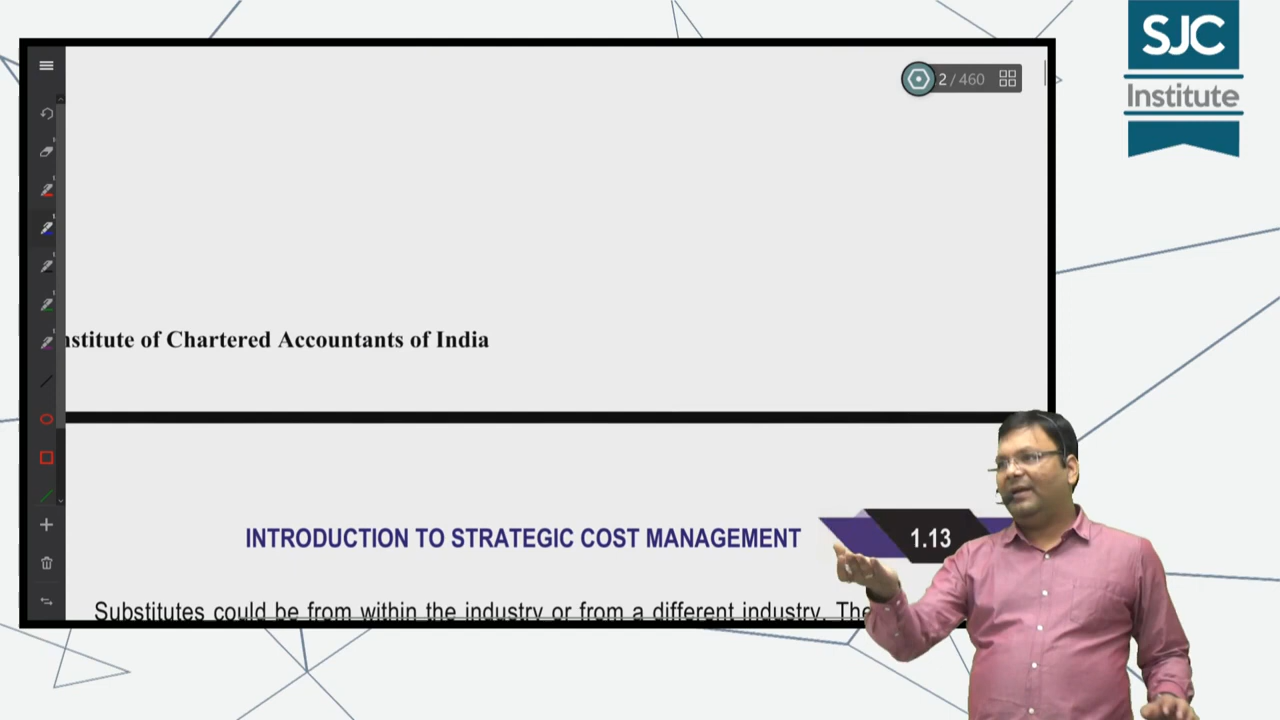 SJC
Institute
2 / 460
nstitute of Chartered Accountants of India
INTRODUCTION TO STRATEGIC COST MANAGEMENT
1.13
Substitutes could be from within the industry or from a different industry. The